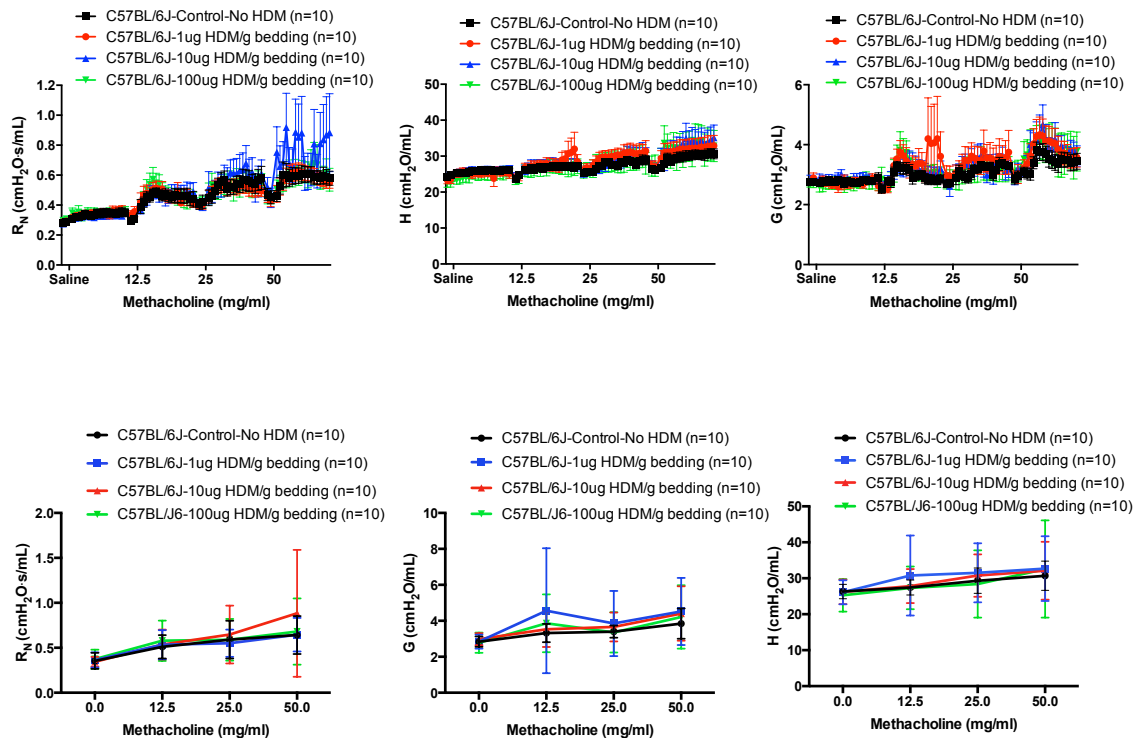 C57BL/6J-Control-No HDM (n=10)
C57BL/6J-1ug HDM/g bedding (n=10)
C57BL/6J-10ug HDM/g bedding (n=10)
C57BL/6J-100ug HDM/g bedding (n=10)
RN (cmH2O·s/mL)
1.2
1.0
0.8
0.6
0.4
0.2
0.0
Saline 12.5 25 50
Methacholine (mg/ml)
C57BL/6J-Control-No HDM (n=10)
C57BL/6J-1ug HDM/g bedding (n=10)
C57BL/6J-10ug HDM/g bedding (n=10)
C57BL/6J-100ug HDM/g bedding (n=10)
H (cmH2O/mL)
50
40
30
20
10
0
Saline 12.5 25 50
Methacholine (mg/ml)
C57BL/6J-Control-No HDM (n=10)
C57BL/6J-1ug HDM/g bedding (n=10)
C57BL/6J-10ug HDM/g bedding (n=10)
C57BL/6J-100ug HDM/g bedding (n=10)
G (cmH2O/mL)
6
4
2
0
Saline 12.5 25 50
Methacholine (mg/ml)
C57BL/6J-Control-No HDM (n=10)
C57BL/6J-1ug HDM/g bedding (n=10)
C57BL/6J-10ug HDM/g bedding (n=10)
C57BL/J6-100ug HDM/g bedding (n=10)
RN (cmH2O·s/mL)
2.0
1.5
1.0
0.5
0.0
0.0 12.5 25.0 50.0
Methacholine (mg/ml)
C57BL/6J-Control-No HDM (n=10)
C57BL/6J-1ug HDM/g bedding (n=10)
C57BL/6J-10ug HDM/g bedding (n=10)
C57BL/J6-100ug HDM/g bedding (n=10)
G (cmH2O/mL)
10
8
6
4
2
0
0.0 12.5 25.0 50.0
Methacholine (mg/ml)
C57BL/6J-Control-No HDM (n=10)
C57BL/6J-1ug HDM/g bedding (n=10)
C57BL/6J-10ug HDM/g bedding (n=10)
C57BL/J6-100ug HDM/g bedding (n=10)
H (cmH2O/mL)
50
40
30
20
10
0
0.0 12.5 25.0 50.0
Methacholine (mg/ml)